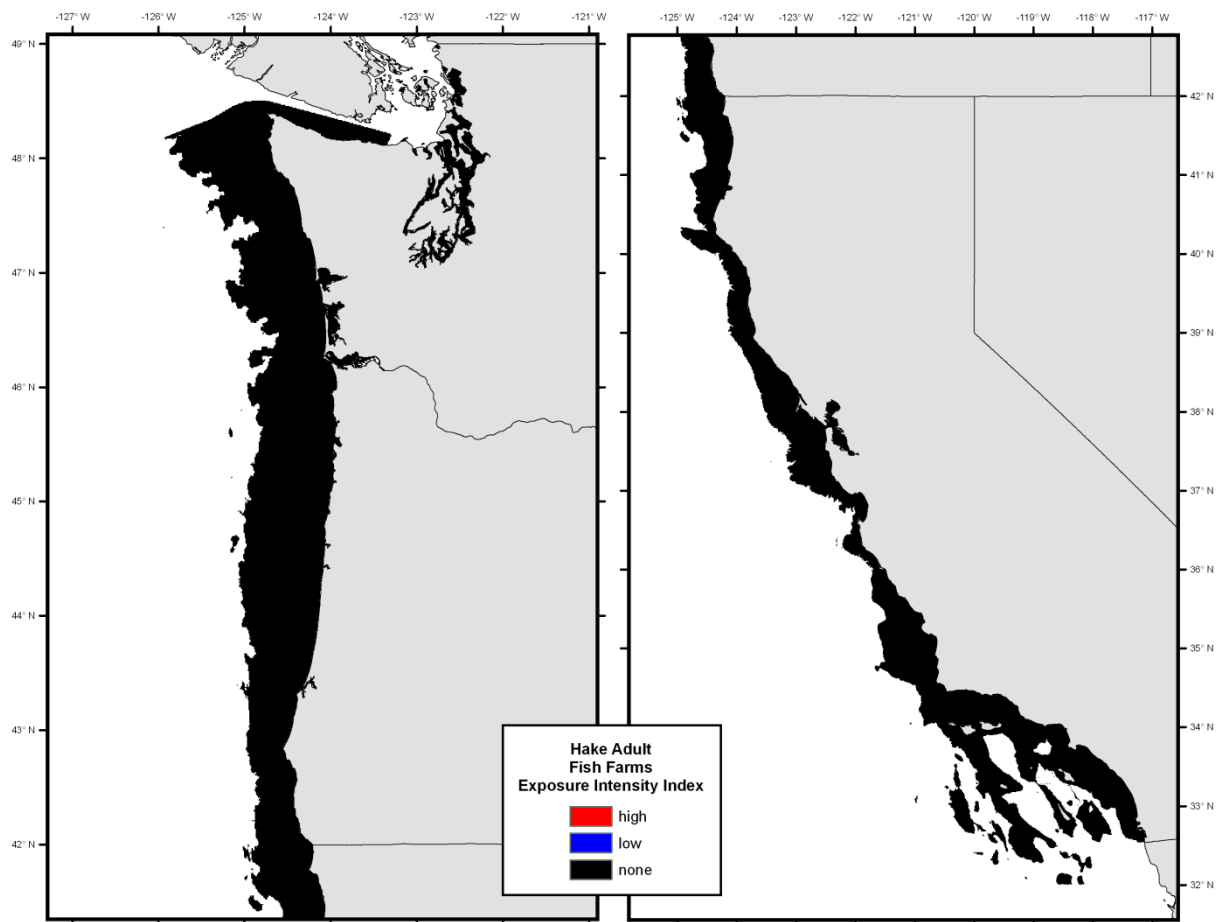 -127° W -126° W -125° W -124° W -123° W -122° W -121° W
-125° W -124° W -123° W -122° W -121° W -120° W -119° W -118° W -117° W
49° N
48° N
47° N
46° N
45° N
44° N
43° N
42° N
42° N
41° N
40° N
39° N
38° N
37° N
36° N
35° N
34° N
33° N
32° N
Hake Adult
Fish Farms
Exposure Intensity Index
high
low
none